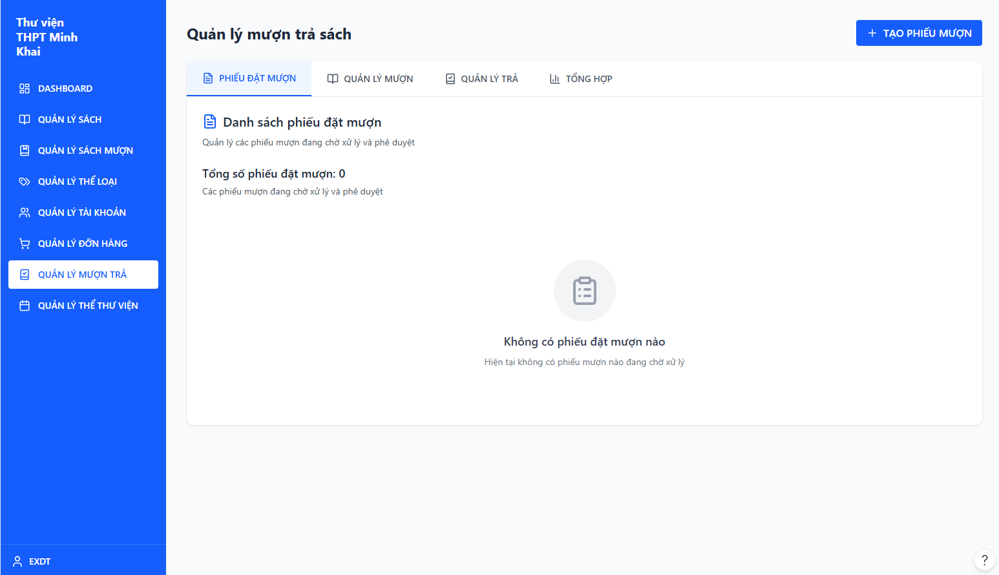 Thư viện
THPT Minh
Khai
DASHBOARD
QUẢN LÝ SÁCH
QUẢN LÝ SÁCH MƯỢN
QUẢN LÝ THỂ LOẠI
QUẢN LÝ TÀI KHOẢN
QUẢN LÝ ĐƠN HÀNG
QUẢN LÝ MƯỢN TRẢ
QUẢN LÝ THẺ THƯ VIỆN
EXDT
Quản lý mượn trả sách
+ TẠO PHIẾU MƯỢN
PHIẾU ĐẶT MƯỢN
QUẢN LÝ MƯỢN
QUẢN LÝ TRẢ
TỔNG HỢP
Danh sách phiếu đặt mượn
Quản lý các phiếu mượn đang chờ xử lý và phê duyệt
Tổng số phiếu đặt mượn: 0
Các phiếu mượn đang chờ xử lý và phê duyệt
Không có phiếu đặt mượn nào
Hiện tại không có phiếu mượn nào đang chờ xử lý
?